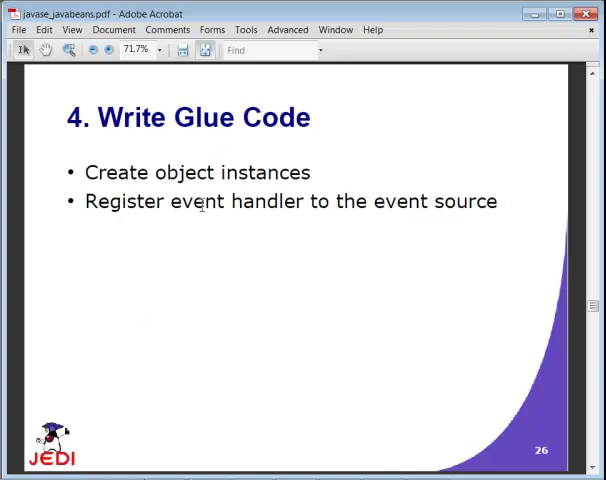 javase_javabeans.pdf - Adobe Acrobat
File Edit View Document Comments Forms Tools Advanced Window Help
71.7% Find
4. Write Glue Code
• Create object instances
• Register event handler to the event source
JEDI
26